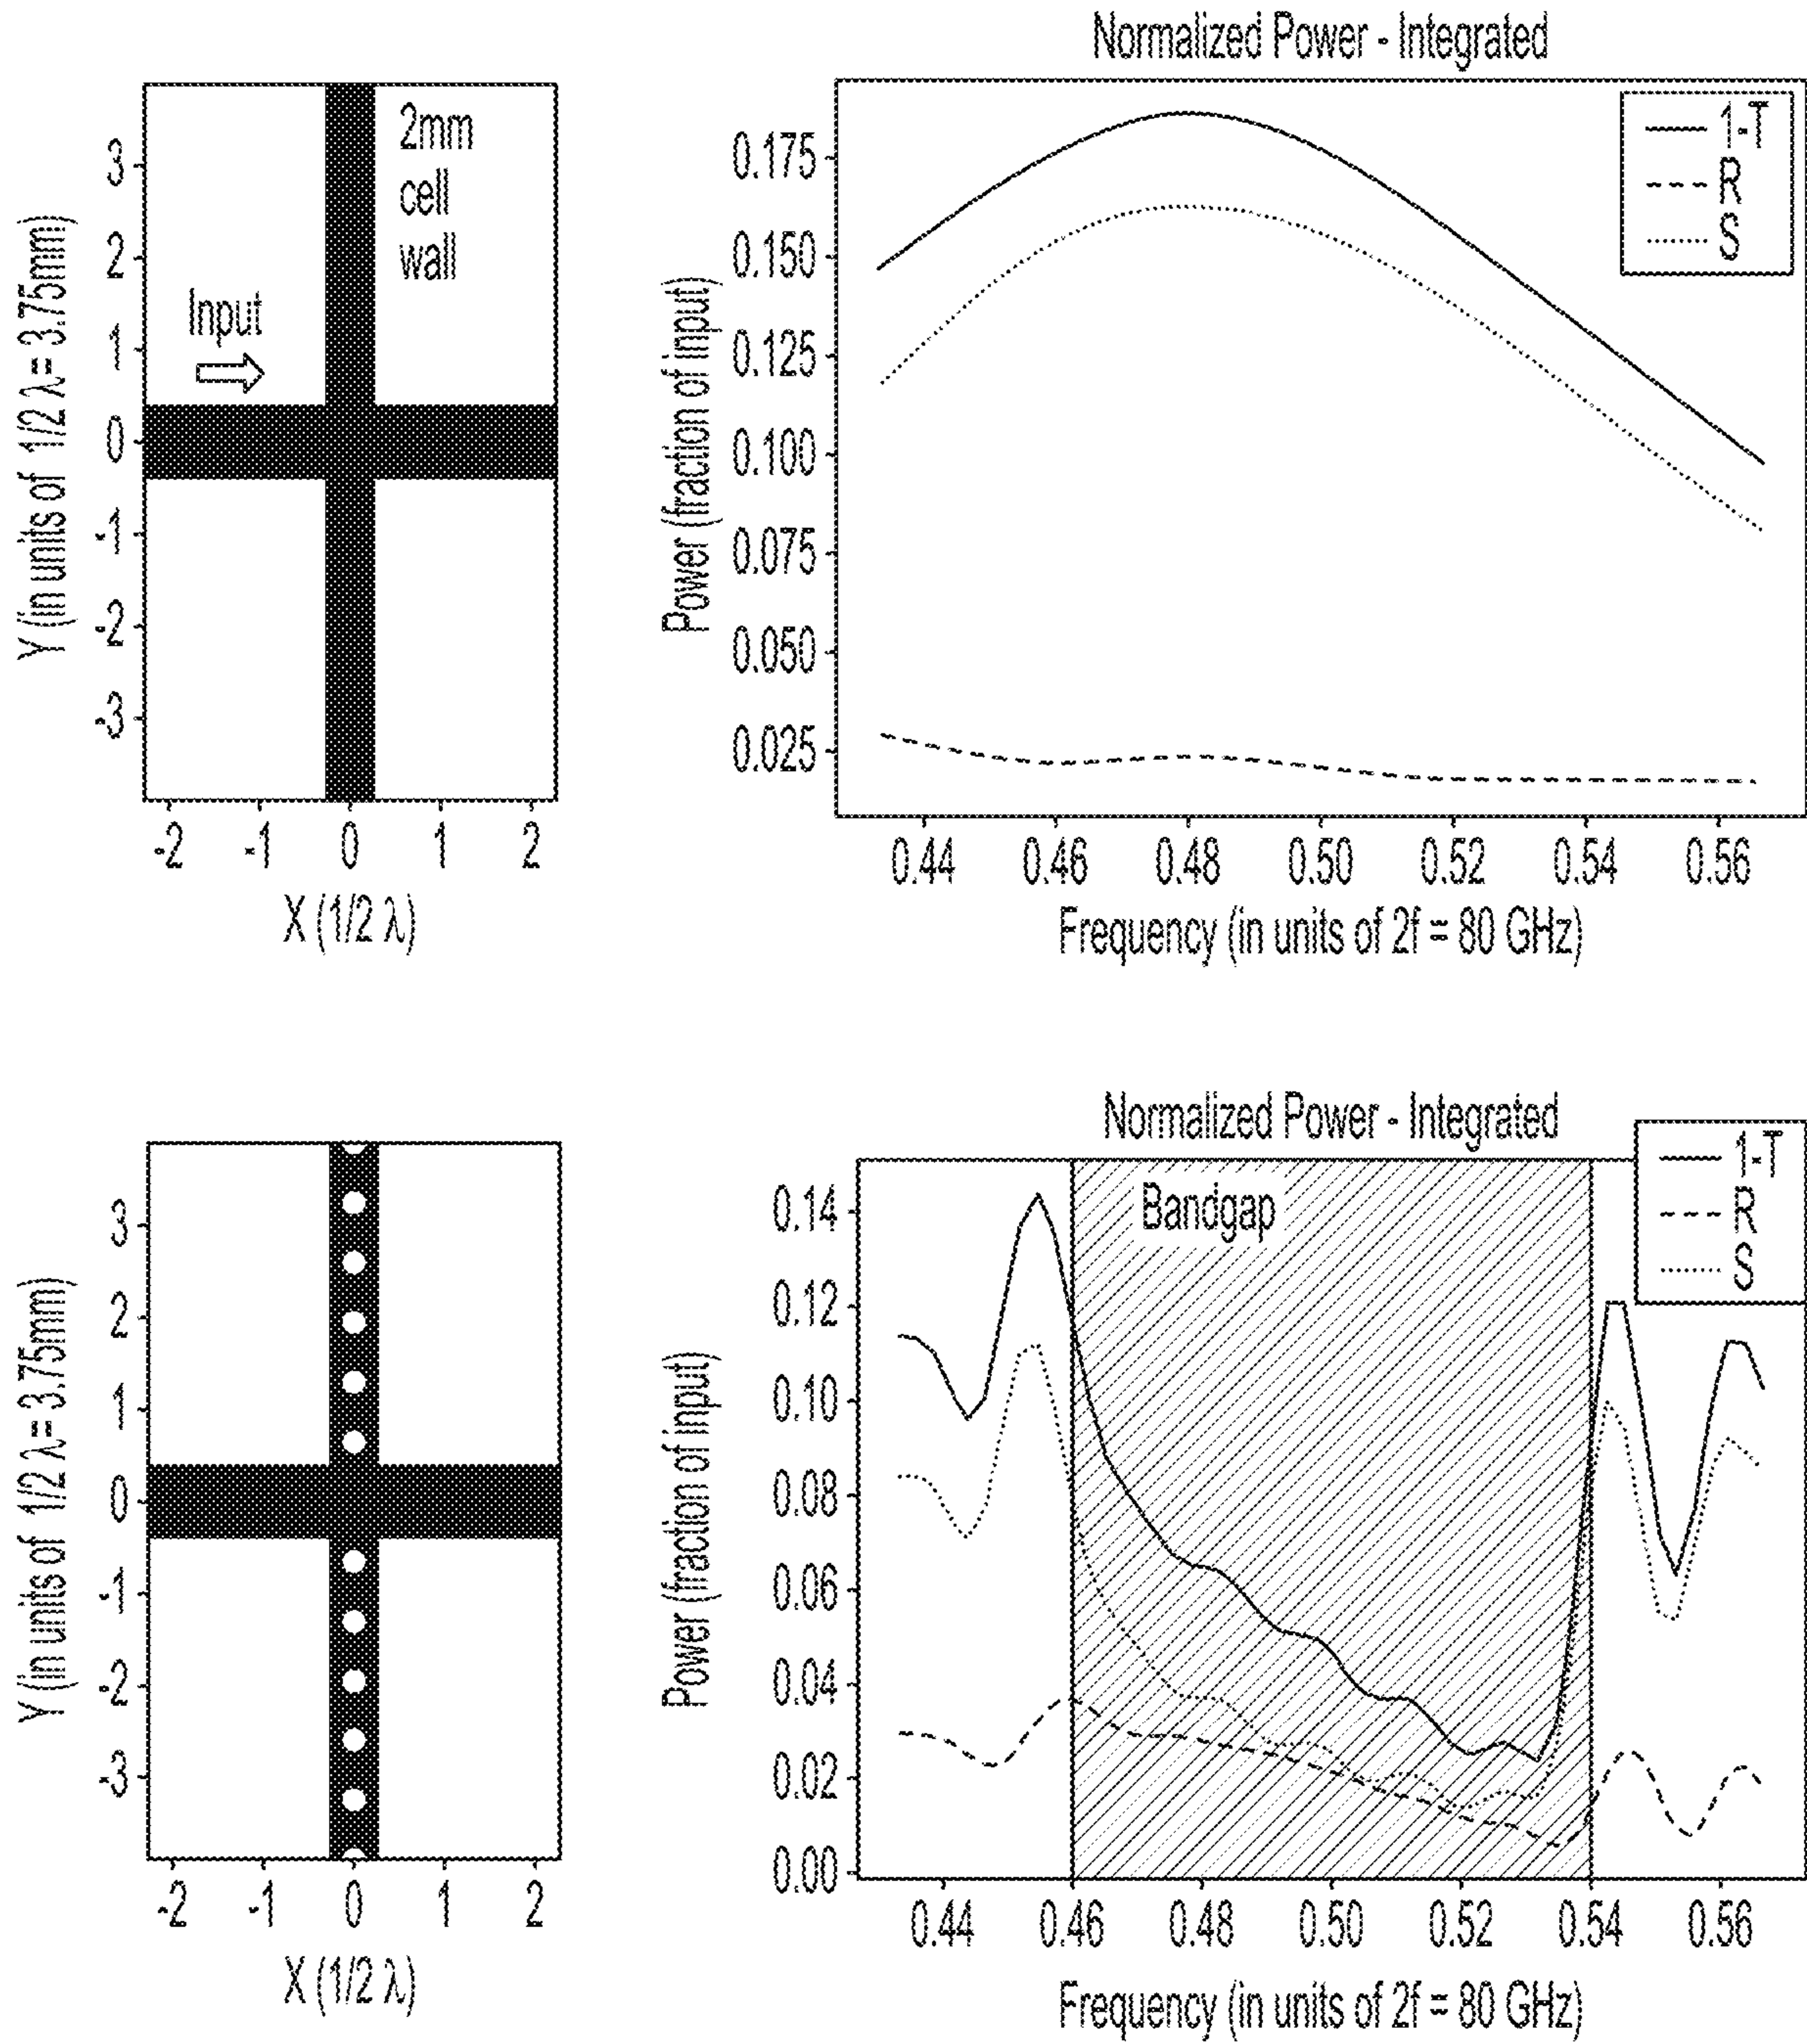 Normalized Power - Integrated
2mm
cell
wall
Input
Y (in units of 1/2 λ = 3.75mm)
3
2
1
0
-1
-2
-3
-2 -1 0 1 2
X (1/2 λ)
1-T
R
S
Power (fraction of input)
0.175
0.150
0.125
0.100
0.075
0.050
0.025
0.44 0.46 0.48 0.50 0.52 0.54 0.56
Frequency (in units of 2f = 80 GHz)
Y (in units of 1/2 λ = 3.75mm)
3
2
1
0
-1
-2
-3
-2 -1 0 1 2
X (1/2 λ)
Normalized Power - Integrated
1-T
R
S
Bandgap
Power (fraction of input)
0.14
0.12
0.10
0.08
0.06
0.04
0.02
0.00
0.44 0.46 0.48 0.50 0.52 0.54 0.56
Frequency (in units of 2f = 80 GHz)